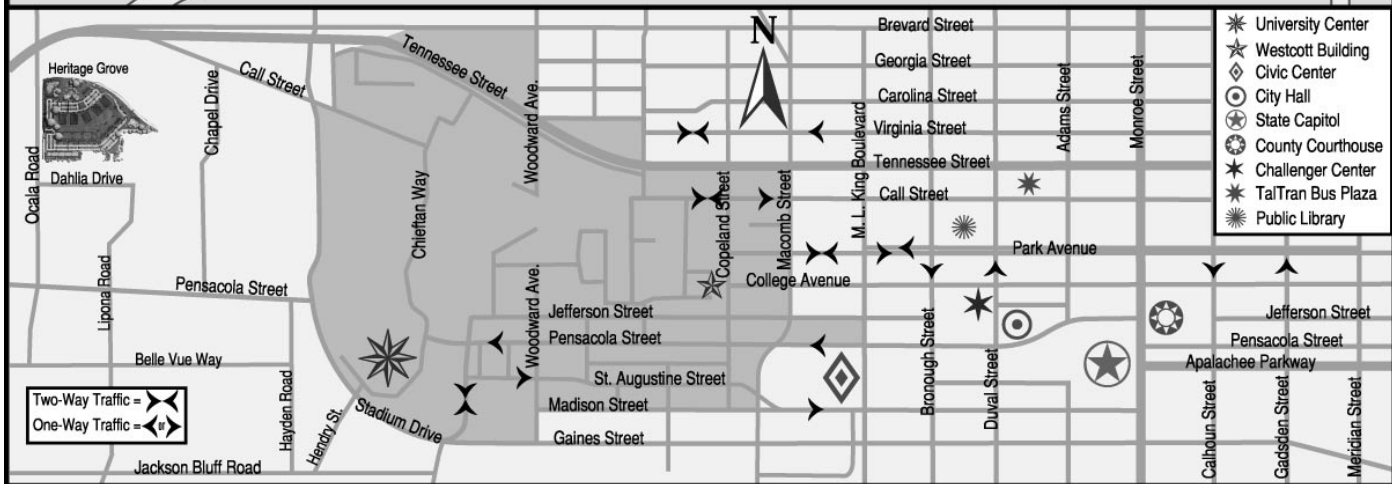 Brevard Street
N
University Center
Westcott Building
Civic Center
City Hall
State Capitol
County Courthouse
Challenger Center
TalTran Bus Plaza
Public Library
Tennessee Street
Georgia Street
Heritage Grove
Call Street
Chapel Drive
Woodward Ave.
Carolina Street
Adams Street
Monroe Street
Virginia Street
M. L. King Boulevard
Tennessee Street
Ocala Road
Dahlia Drive
Call Street
Chieftan Way
Copeland Street
Macomb Street
Park Avenue
College Avenue
Lipona Road
Pensacola Street
Woodward Ave.
Jefferson Street
Jefferson Street
Pensacola Street
Pensacola Street
Belle Vue Way
Apalachee Parkway
Bronough Street
Duval Street
St. Augustine Street
Two-Way Traffic =
One-Way Traffic = or
Hayden Road
Hendry St.
Stadium Drive
Madison Street
Gaines Street
Calhoun Street
Gadsden Street
Meridian Street
Jackson Bluff Road